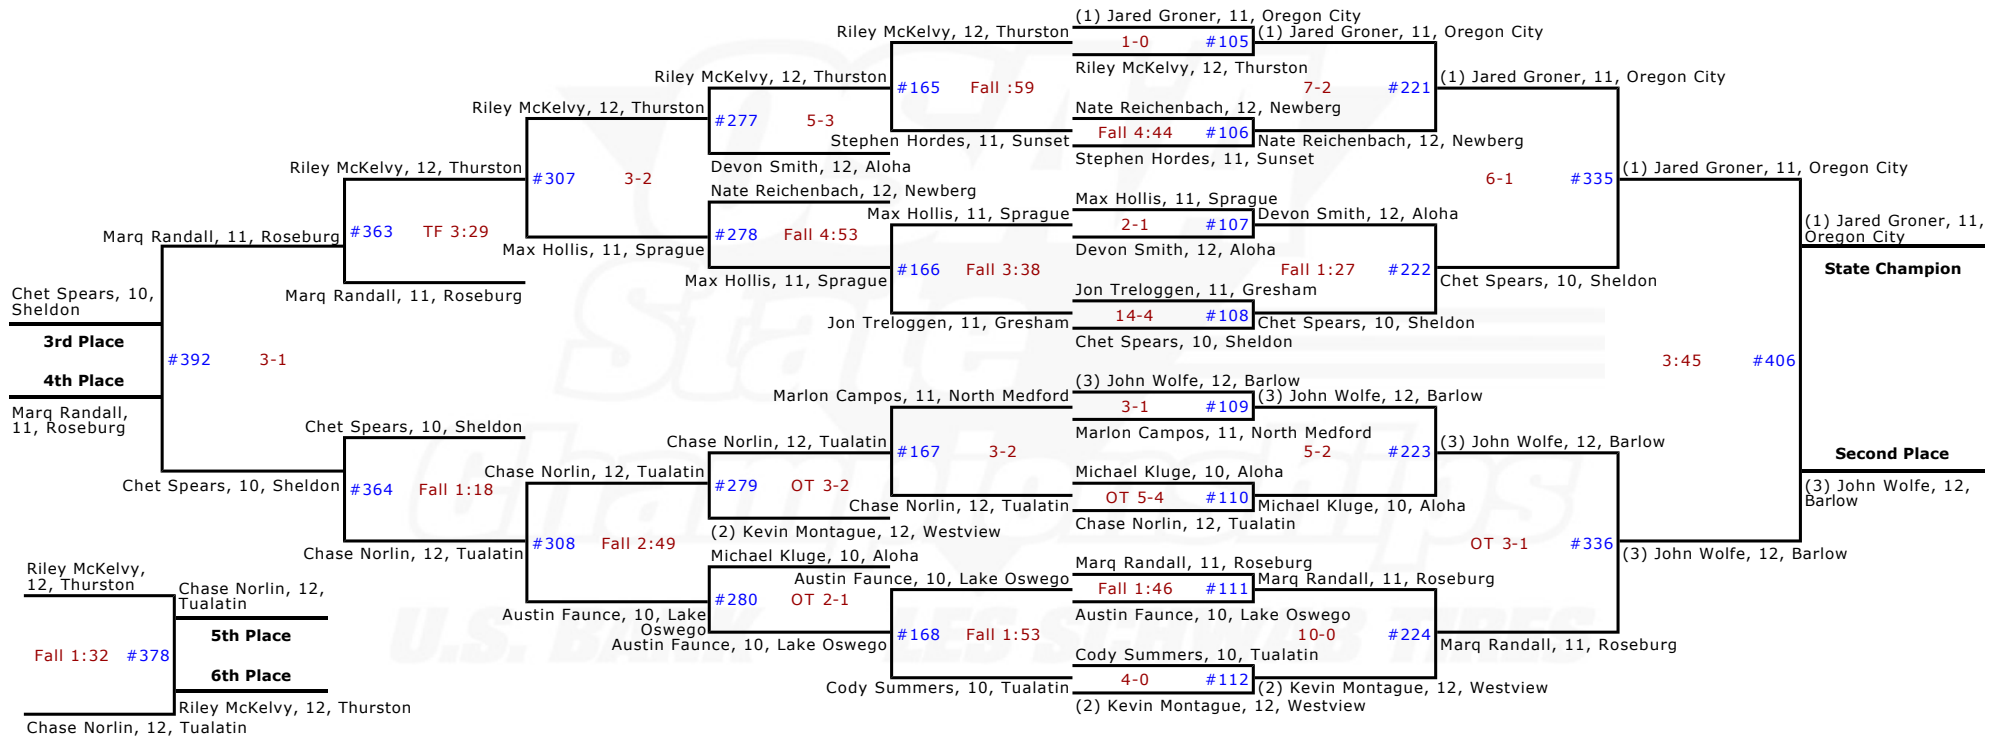 (1) Jared Groner, 11, Oregon City
Riley McKelvy, 12, Thurston
1-0 #105
(1) Jared Groner, 11, Oregon City
Riley McKelvy, 12, Thurston
Riley McKelvy, 12, Thurston
#165 Fall :59
7-2 #221
(1) Jared Groner, 11, Oregon City
Riley McKelvy, 12, Thurston
Nate Reichenbach, 12, Newberg
#277 5-3
Fall 4:44 #106
Stephen Hordes, 11, Sunset
Nate Reichenbach, 12, Newberg
Stephen Hordes, 11, Sunset
Riley McKelvy, 12, Thurston
Devon Smith, 12, Aloha
(1) Jared Groner, 11, Oregon City
#307 3-2
6-1 #335
Nate Reichenbach, 12, Newberg
Max Hollis, 11, Sprague
Max Hollis, 11, Sprague
2-1 #107
Devon Smith, 12, Aloha
(1) Jared Groner, 11,
Oregon City
State Champion
Marq Randall, 11, Roseburg
#363 TF 3:29
#278 Fall 4:53
Max Hollis, 11, Sprague
Devon Smith, 12, Aloha
#166 Fall 3:38
Fall 1:27 #222
Max Hollis, 11, Sprague
Chet Spears, 10, Sheldon
Marq Randall, 11, Roseburg
Jon Treloggen, 11, Gresham
14-4 #108
Jon Treloggen, 11, Gresham
Chet Spears, 10, Sheldon
Chet Spears, 10, Sheldon
Chet Spears, 10,
Sheldon
3rd Place
#392 3-1
3:45 #406
4th Place
Marq Randall,
11, Roseburg
(3) John Wolfe, 12, Barlow
Marlon Campos, 11, North Medford
3-1 #109
(3) John Wolfe, 12, Barlow
Marlon Campos, 11, North Medford
Chet Spears, 10, Sheldon
Chase Norlin, 12, Tualatin
#167 3-2
5-2 #223
(3) John Wolfe, 12, Barlow
Michael Kluge, 10, Aloha
Chase Norlin, 12, Tualatin
#279 OT 3-2
OT 5-4 #110
Chase Norlin, 12, Tualatin
Michael Kluge, 10, Aloha
Chase Norlin, 12, Tualatin
Chet Spears, 10, Sheldon
#364 Fall 1:18
Second Place
(3) John Wolfe, 12,
Barlow
(2) Kevin Montague, 12, Westview
#308 Fall 2:49
OT 3-1 #336
Chase Norlin, 12, Tualatin
(3) John Wolfe, 12, Barlow
Michael Kluge, 10, Aloha
Marq Randall, 11, Roseburg
Austin Faunce, 10, Lake Oswego
Fall 1:46 #111
Marq Randall, 11, Roseburg
#280 OT 2-1
Austin Faunce, 10, Lake
Oswego
Austin Faunce, 10, Lake Oswego
Austin Faunce, 10, Lake Oswego
#168 Fall 1:53
10-0 #224
Marq Randall, 11, Roseburg
Cody Summers, 10, Tualatin
4-0 #112
Cody Summers, 10, Tualatin
(2) Kevin Montague, 12, Westview
(2) Kevin Montague, 12, Westview
Riley McKelvy,
12, Thurston
Chase Norlin, 12,
Tualatin
5th Place
Fall 1:32 #378
6th Place
Riley McKelvy, 12, Thurston
Chase Norlin, 12, Tualatin
OSAA
State
Championships
U.S. BANK LES SCHWAB TIRES